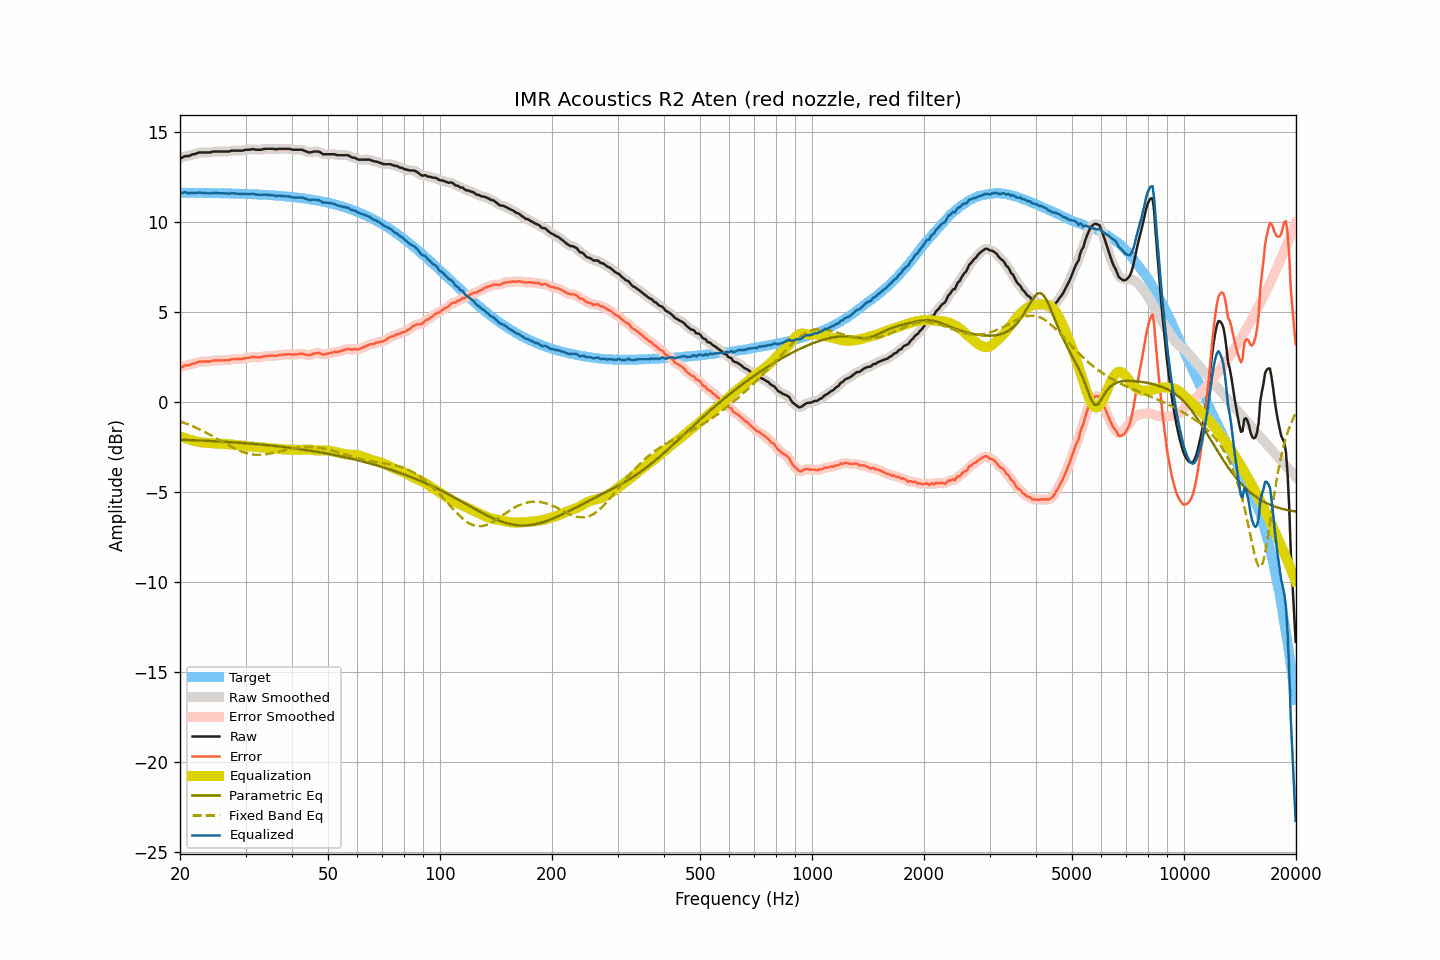 IMR Acoustics R2 Aten (red nozzle, red filter)
15
10
5
0
−5
−10
−15
−20
−25
Amplitude (dBr)
Target
Raw Smoothed
Error Smoothed
Raw
Error
Equalization
Parametric Eq
Fixed Band Eq
Equalized
20 50 100 200 500 1000 2000 5000 10000 20000
Frequency (Hz)